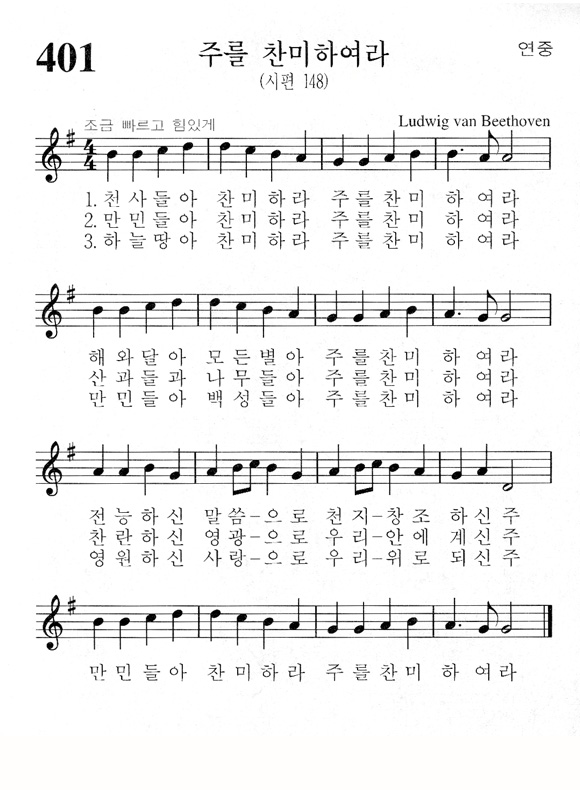 401 주를 찬미하여라 연중
(시편 148)
조금 빠르고 힘있게 Ludwig van Beethoven
1. 천사들아 찬미하라 주를찬미 하여라
2. 만민들아 찬미하라 주를찬미 하여라
3. 하늘땅아 찬미하라 주를찬미 하여라
해와달아 모든별아 주를찬미 하여라
산과들과 나무들아 주를찬미 하여라
만민들아 백성들아 주를찬미 하여라
전능하신 말씀-으로 천지-창조 하신주
찬란하신 영광-으로 우리-안에 계신주
영원하신 사랑-으로 우리-위로 되신주
만민들아 찬미하라 주를찬미 하여라